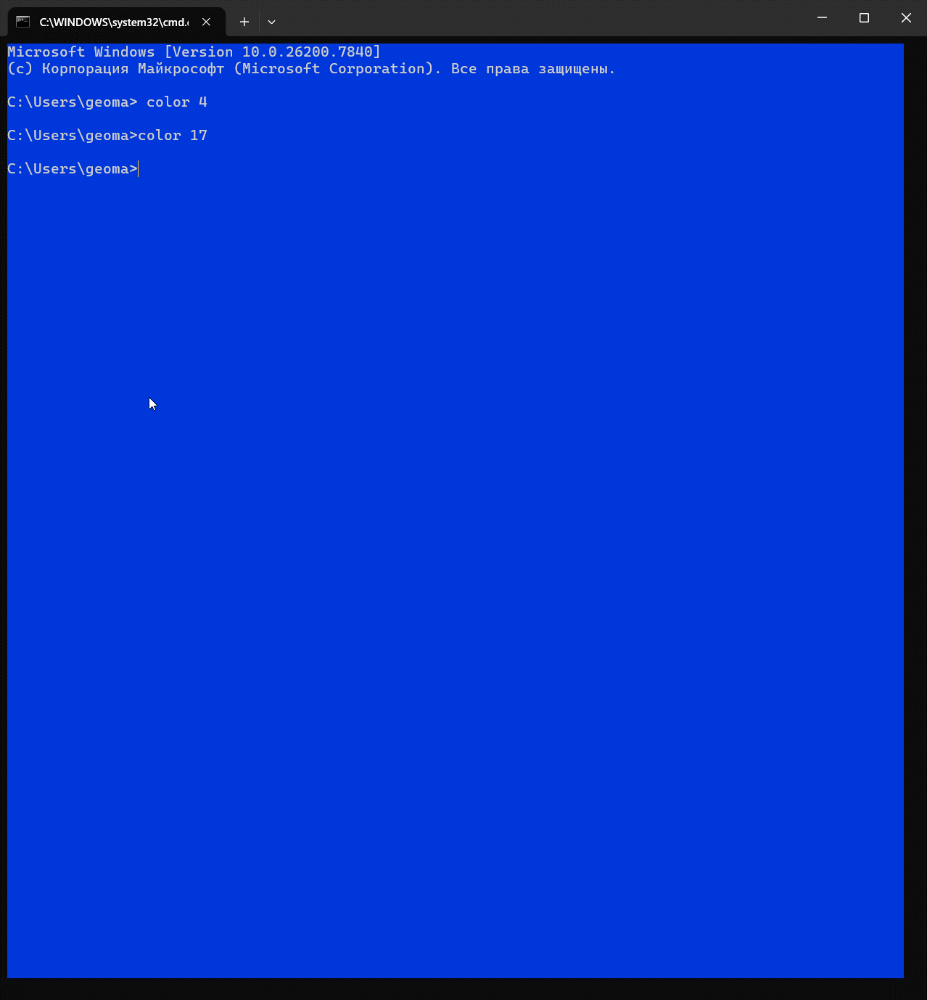 C:\WINDOWS\system32\cmd.
Microsoft Windows [Version 10.0.26200.7840]
(c) Корпорация Майкрософт (Microsoft Corporation). Все права защищены.
C:\Users\geoma> color 4
C:\Users\geoma>color 17
C:\Users\geoma>